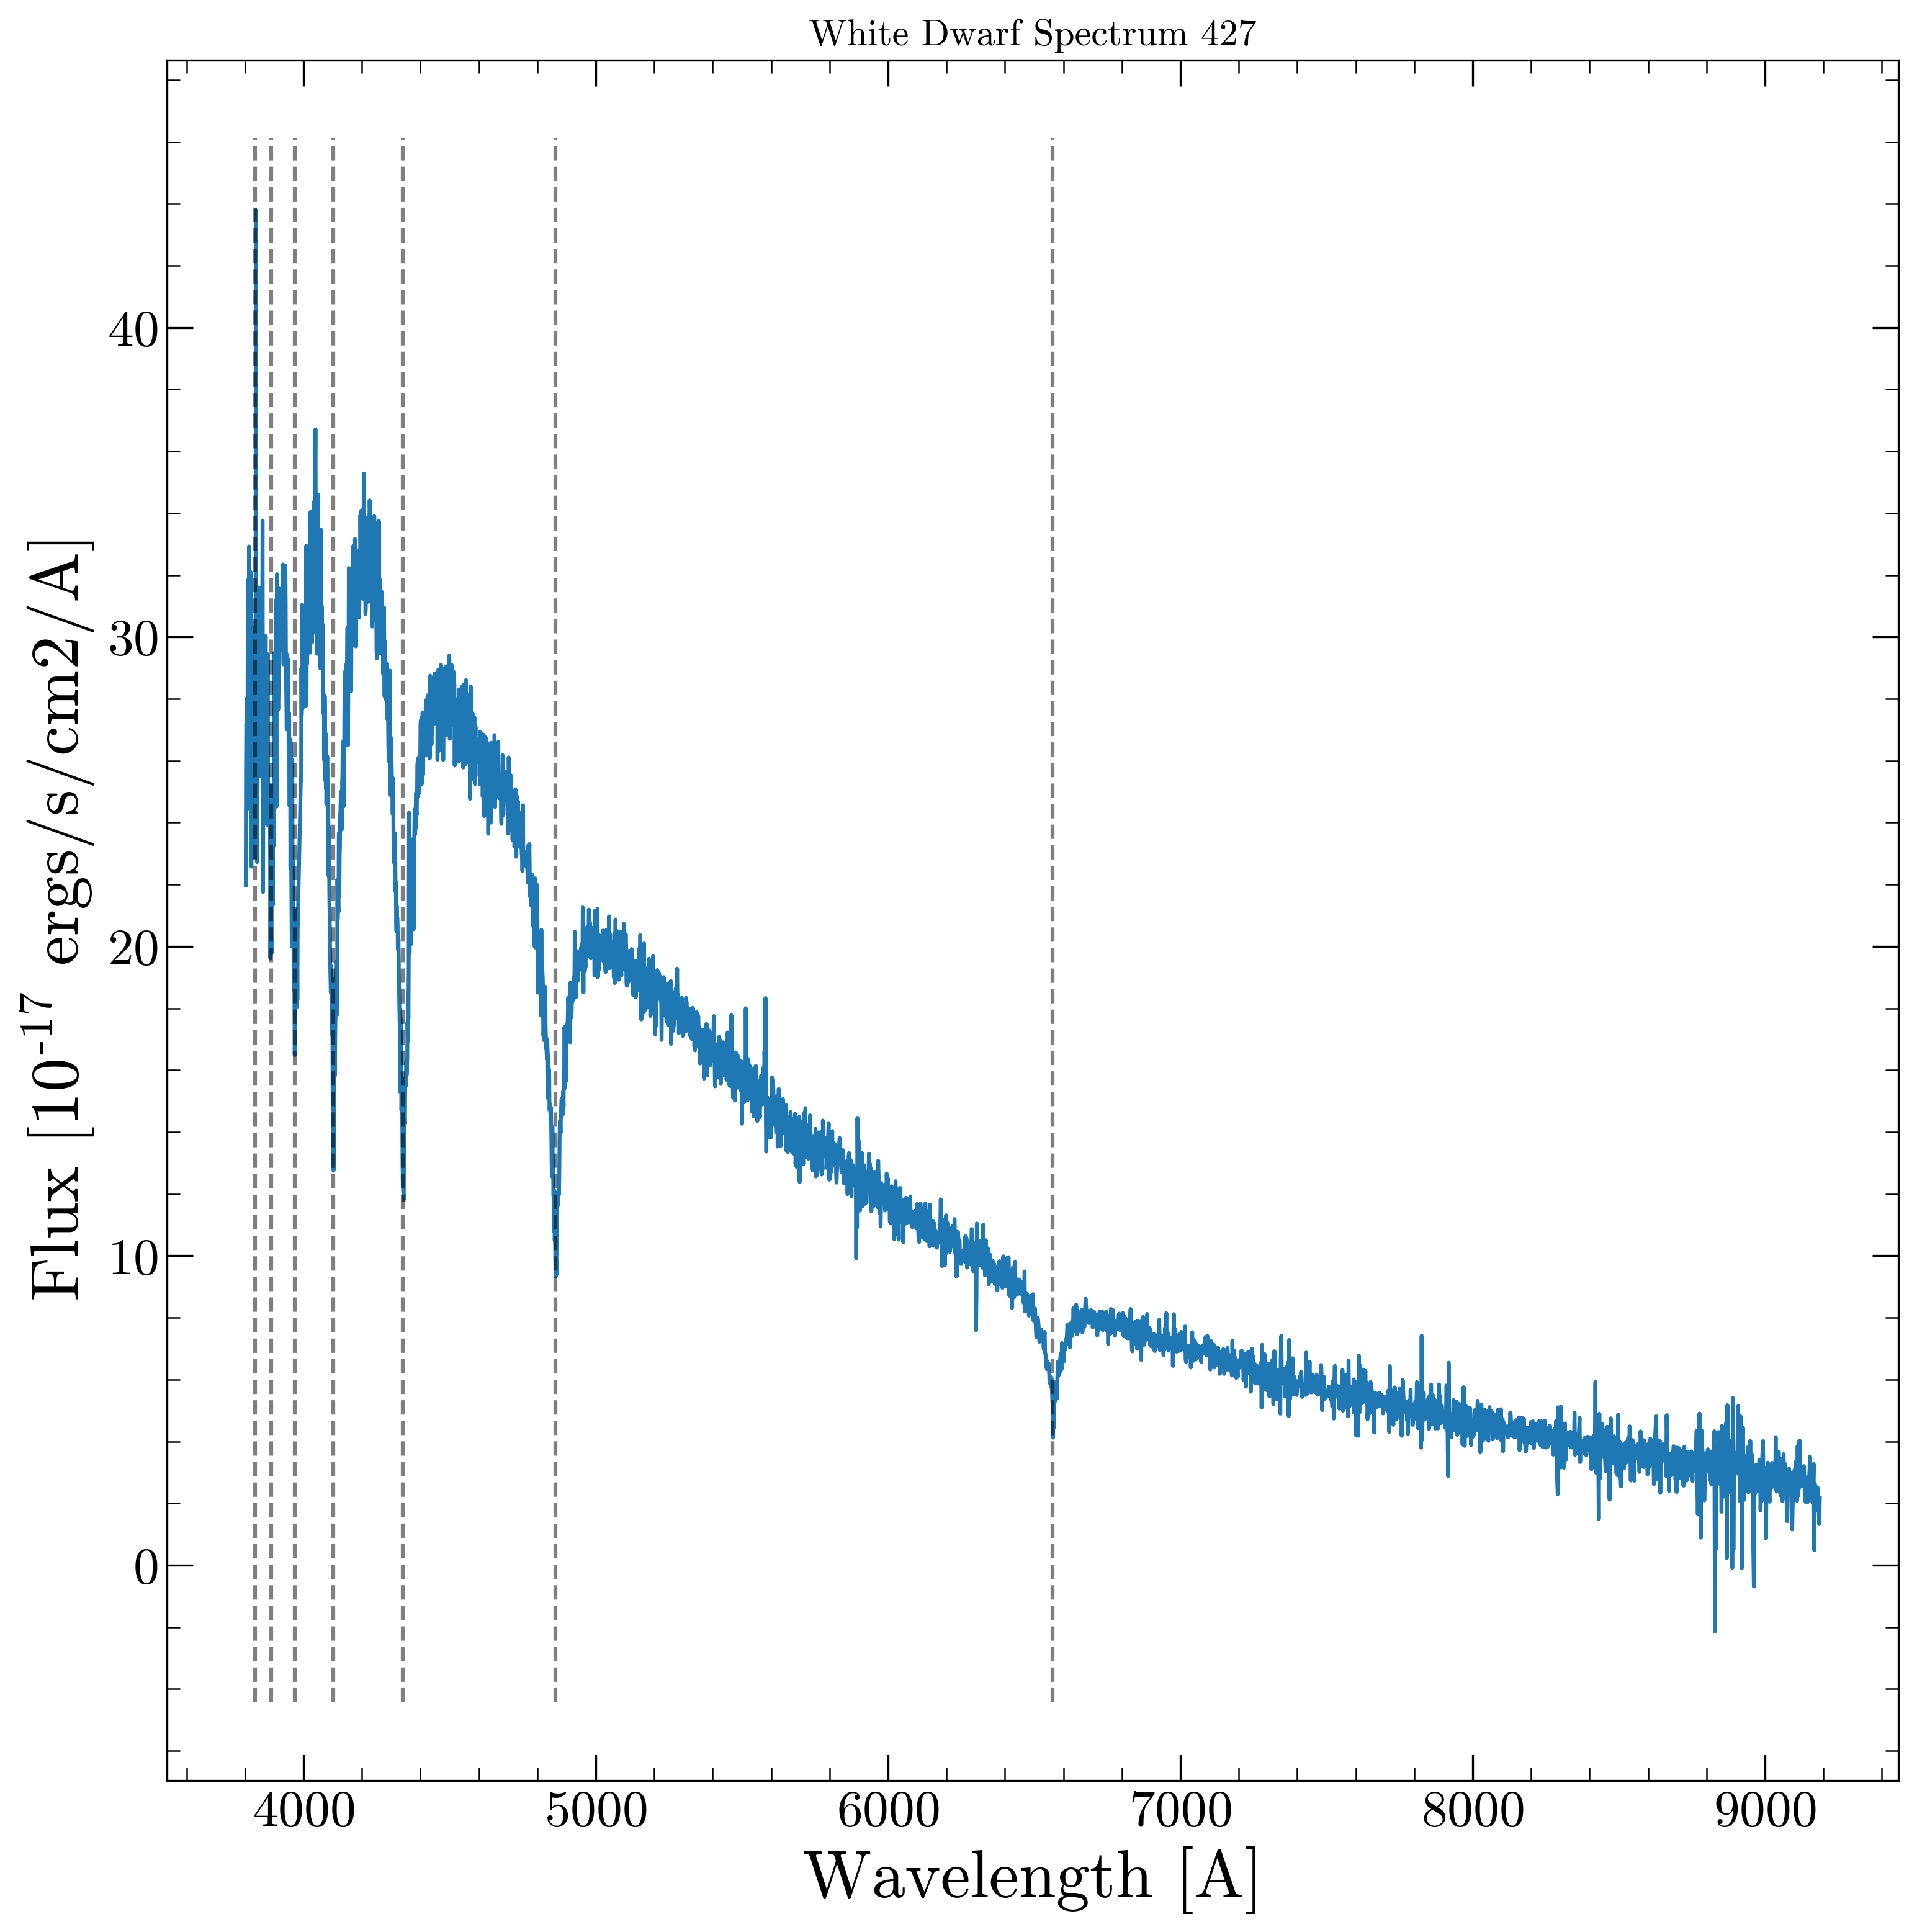 White Dwarf Spectrum 427
Flux [10-17 ergs/s/cm2/A]
40
30
20
10
0
4000 5000 6000 7000 8000 9000
Wavelength [A]